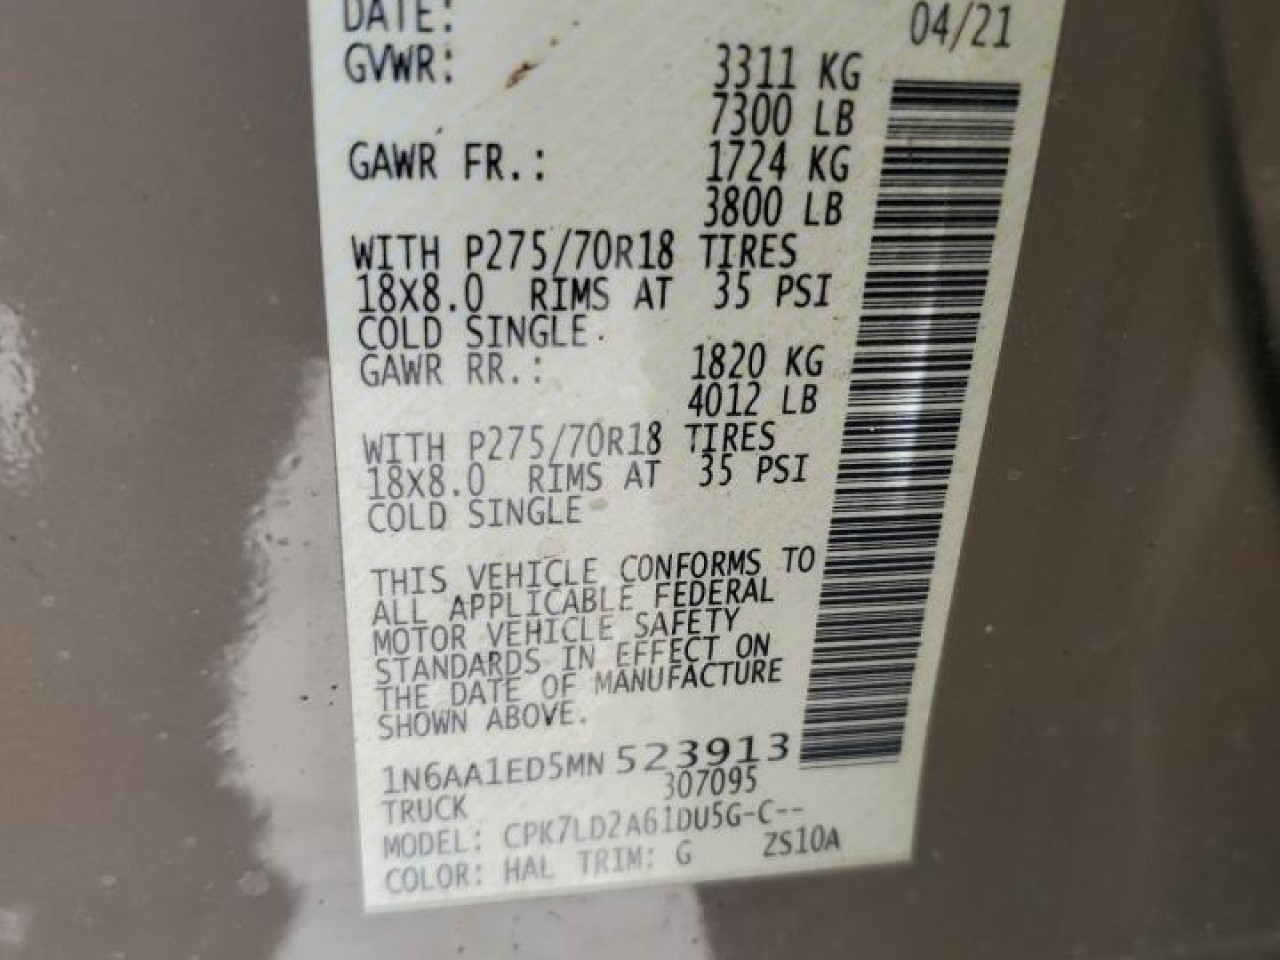 DATE: 04/21
GVWR: 3311 KG
7300 LB
GAWR FR.: 1724 KG
3800 LB
WITH P275/70R18 TIRES
18X8.0 RIMS AT 35 PSI
COLD SINGLE
GAWR RR.: 1820 KG
4012 LB
WITH P275/70R18 TIRES
18X8.0 RIMS AT 35 PSI
COLD SINGLE
THIS VEHICLE CONFORMS TO
ALL APPLICABLE FEDERAL
MOTOR VEHICLE SAFETY
STANDARDS IN EFFECT ON
THE DATE OF MANUFACTURE
SHOWN ABOVE.
1N6AA1ED5MN 523913
TRUCK 307095
MODEL: CPK7LD2A61DU5G-C--
COLOR: HAL TRIM: G ZS10A